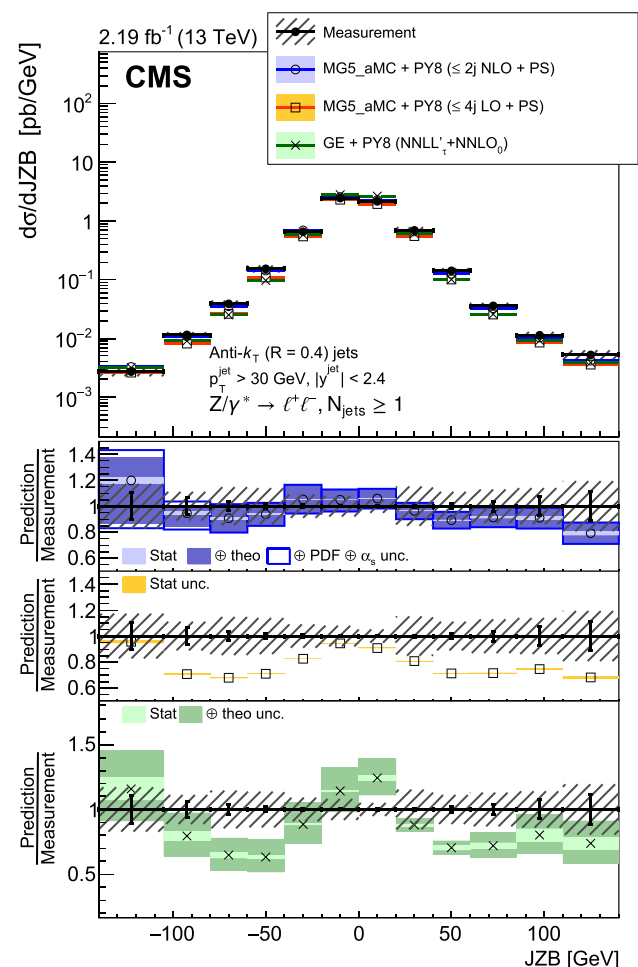 2.19 fb⁻¹ (13 TeV)
CMS
Measurement
MG5_aMC + PY8 (≤ 2j NLO + PS)
MG5_aMC + PY8 (≤ 4j LO + PS)
GE + PY8 (NNLL'τ+NNLO₀)
dσ/dJZB [pb/GeV]
10²
10
1
10⁻¹
10⁻²
10⁻³
Anti-kT (R = 0.4) jets
pTjet > 30 GeV, |yjet| < 2.4
Z/γ* → ℓ⁺ℓ⁻, Njets ≥ 1
Prediction
Measurement
1.4
1.2
1
0.8
0.6
Stat ⊕ theo ⊕ PDF ⊕ αs unc.
Prediction
Measurement
1.4
1.2
1
0.8
0.6
Stat unc.
Prediction
Measurement
1.5
1
0.5
Stat ⊕ theo unc.
−100 −50 0 50 100
JZB [GeV]